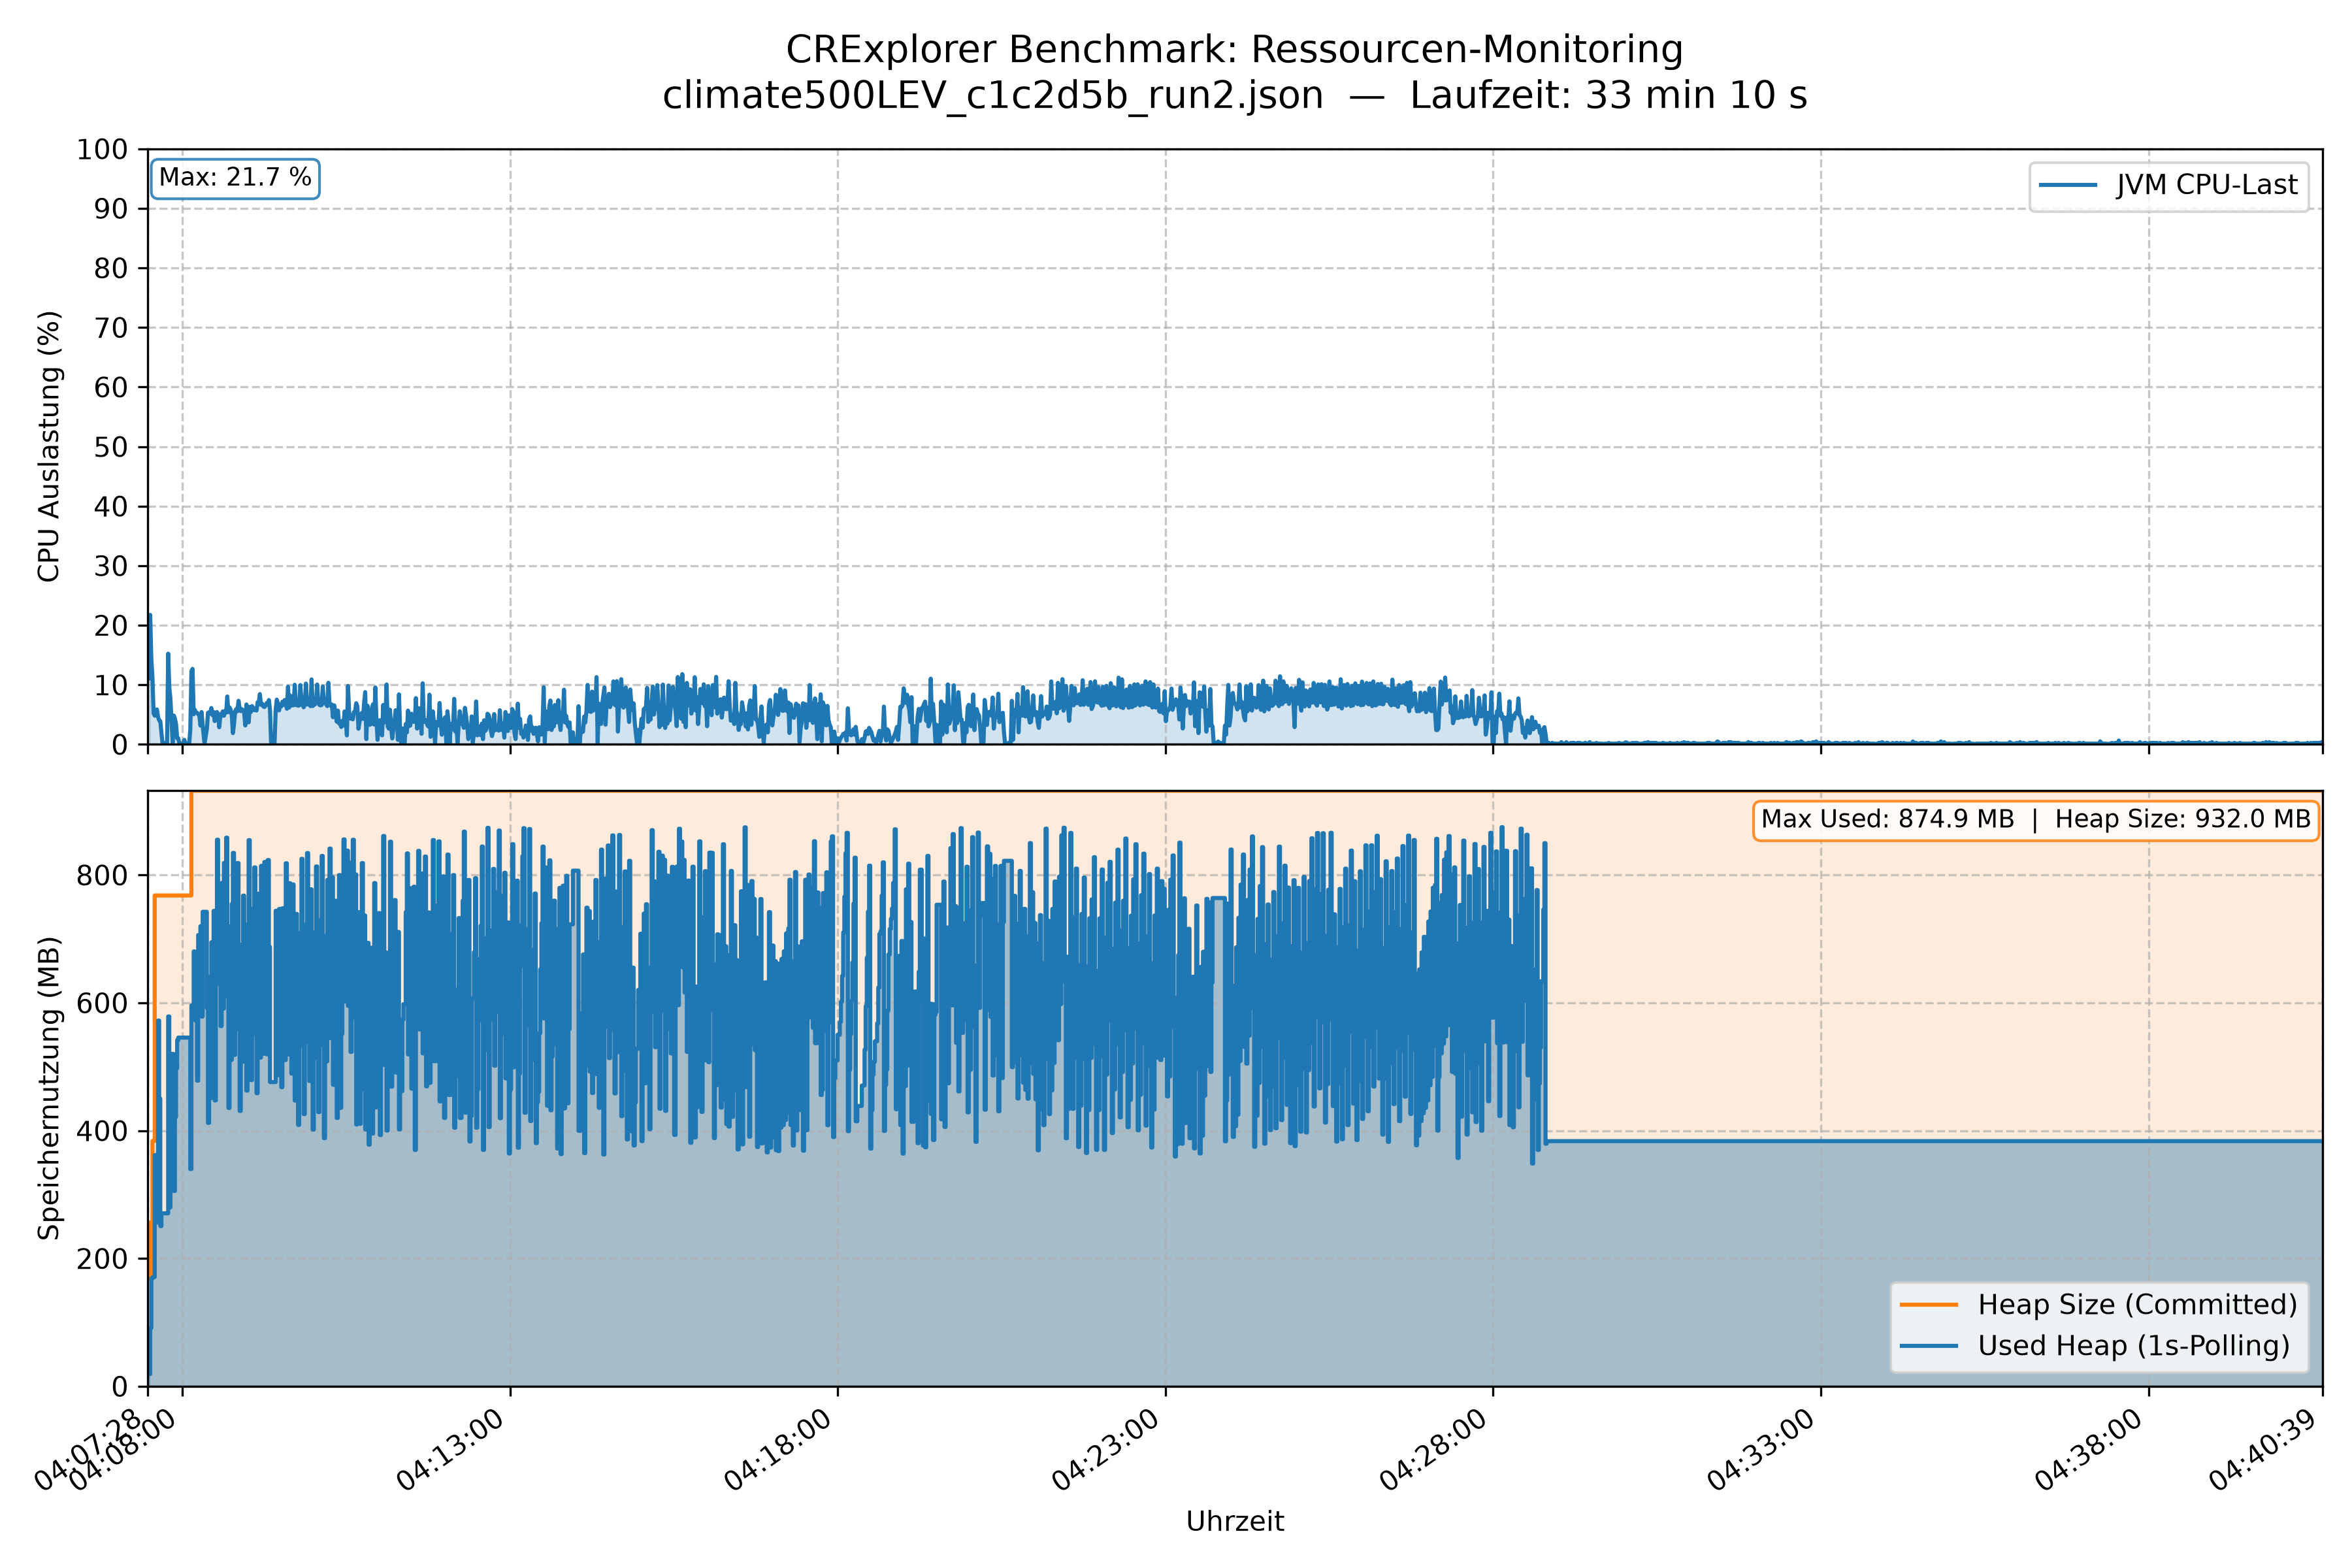 CRExplorer Benchmark: Ressourcen-Monitoring
climate500LEV_c1c2d5b_run2.json — Laufzeit: 33 min 10 s
100
90
80
70
60
50
40
30
20
10
0
CPU Auslastung (%)
Max: 21.7 %
JVM CPU-Last
800
600
400
200
0
Speichernutzung (MB)
Max Used: 874.9 MB | Heap Size: 932.0 MB
Heap Size (Committed)
Used Heap (1s-Polling)
04:07:28
04:08:00
04:13:00
04:18:00
04:23:00
04:28:00
04:33:00
04:38:00
04:40:39
Uhrzeit